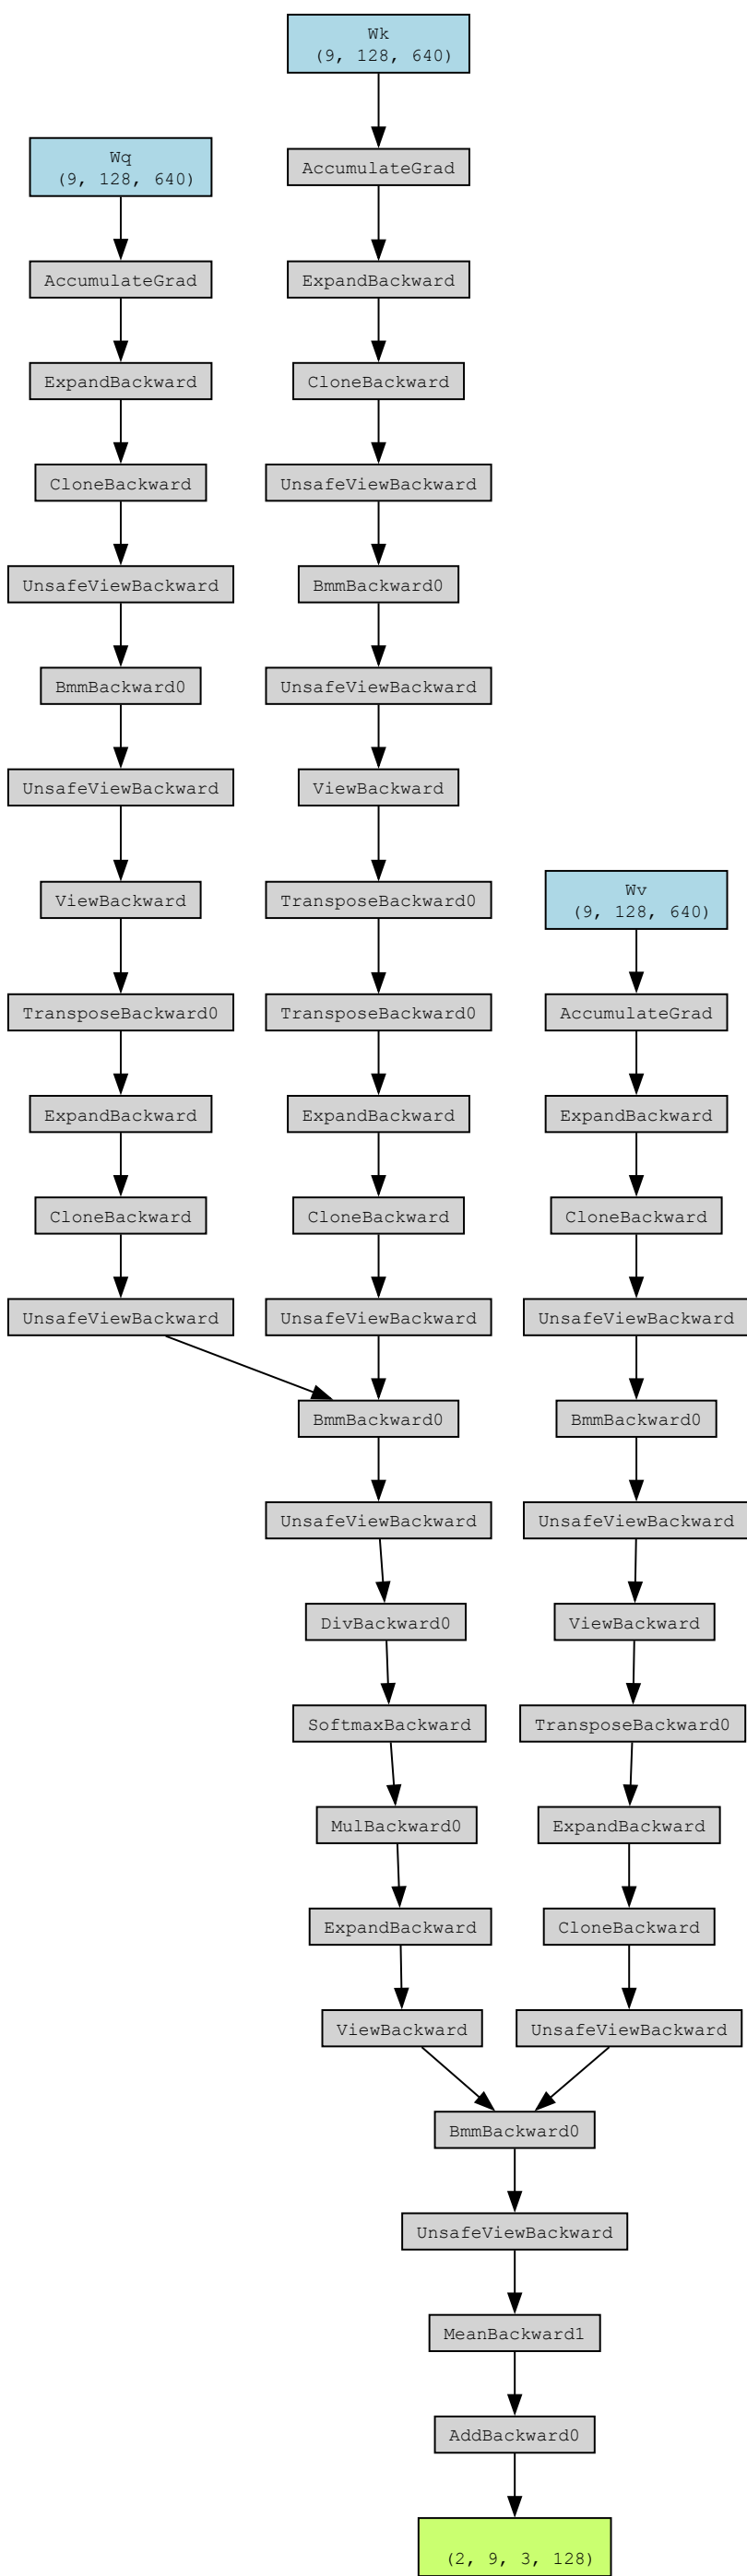 Wk
(9, 128, 640)
Wq
(9, 128, 640)
AccumulateGrad
AccumulateGrad
ExpandBackward
ExpandBackward
CloneBackward
CloneBackward
UnsafeViewBackward
UnsafeViewBackward
BmmBackward0
BmmBackward0
UnsafeViewBackward
UnsafeViewBackward
ViewBackward
ViewBackward
TransposeBackward0
Wv
(9, 128, 640)
TransposeBackward0
TransposeBackward0
AccumulateGrad
ExpandBackward
ExpandBackward
ExpandBackward
CloneBackward
CloneBackward
CloneBackward
UnsafeViewBackward
UnsafeViewBackward
UnsafeViewBackward
BmmBackward0
BmmBackward0
UnsafeViewBackward
UnsafeViewBackward
DivBackward0
ViewBackward
SoftmaxBackward
TransposeBackward0
MulBackward0
ExpandBackward
ExpandBackward
CloneBackward
ViewBackward
UnsafeViewBackward
BmmBackward0
UnsafeViewBackward
MeanBackward1
AddBackward0
(2, 9, 3, 128)